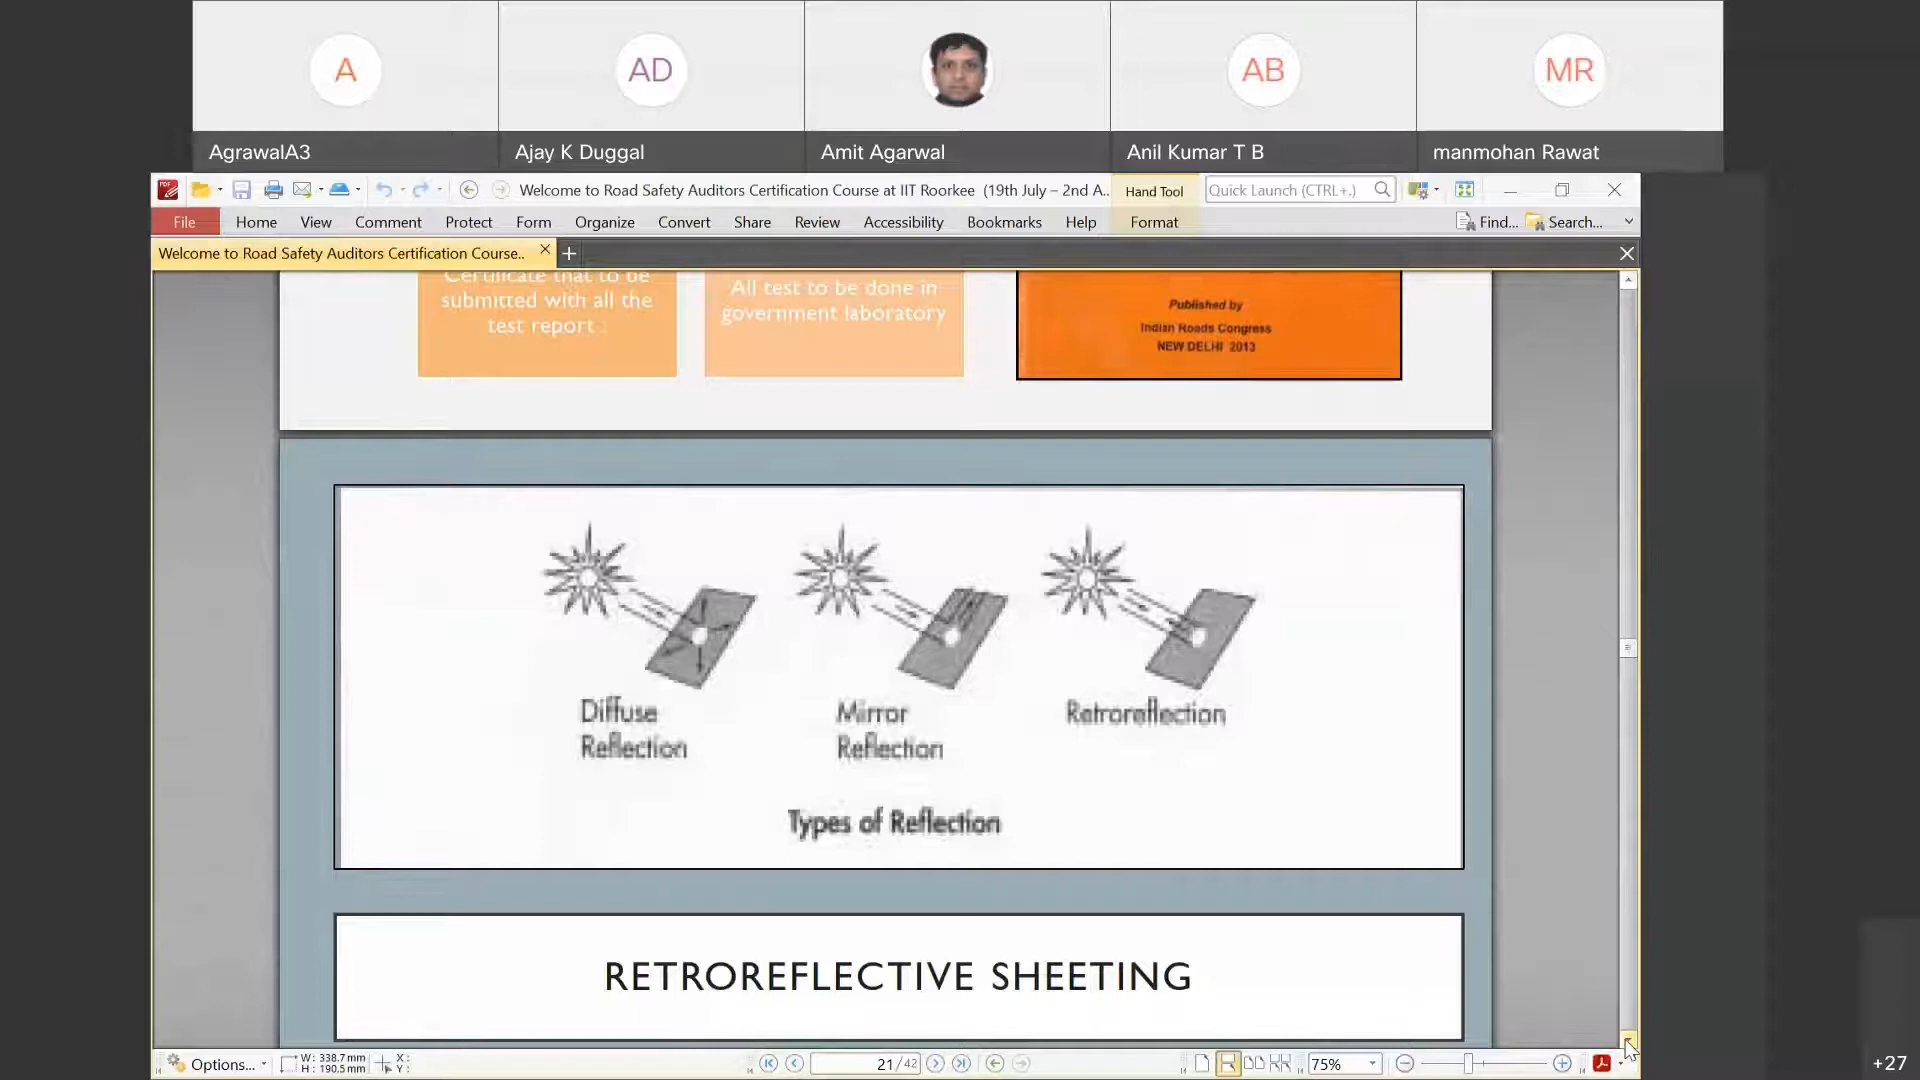 A
AD
AB
MR
AgrawalA3
Ajay K Duggal
Amit Agarwal
Anil Kumar T B
manmohan Rawat
Welcome to Road Safety Auditors Certification Course at IIT Roorkee (19th July – 2nd A..
Hand Tool
Quick Launch (CTRL+.)
File
Home
View
Comment
Protect
Form
Organize
Convert
Share
Review
Accessibility
Bookmarks
Help
Format
Find...
Search...
Welcome to Road Safety Auditors Certification Course..
Certificate that to be
submitted with all the
test report :
All test to be done in
government laboratory
Published by
Indian Roads Congress
NEW DELHI 2013
Diffuse
Reflection
Mirror
Reflection
Retroreflection
Types of Reflection
RETROREFLECTIVE SHEETING
Options...
W: 338.7 mm
H: 190.5 mm
X:
Y:
21 / 42
75%
+27